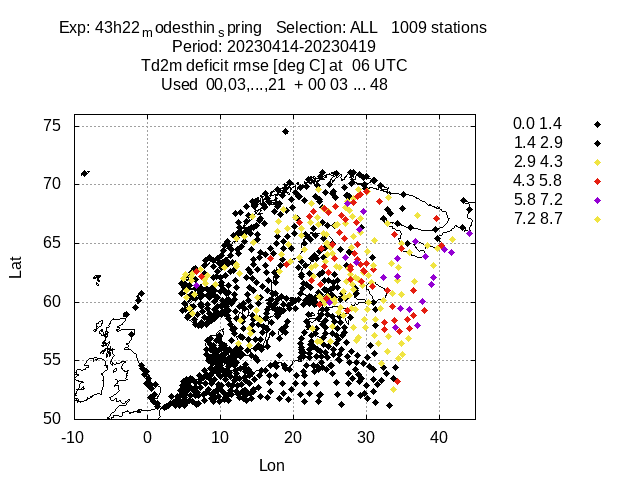 Exp: 43h22modesthinspring Selection: ALL 1009 stations
Period: 20230414-20230419
Td2m deficit rmse [deg C] at 06 UTC
Used 00,03,...,21 + 00 03 ... 48
75
70
65
60
55
50
Lat
-10 0 10 20 30 40
Lon
0.0 1.4
1.4 2.9
2.9 4.3
4.3 5.8
5.8 7.2
7.2 8.7